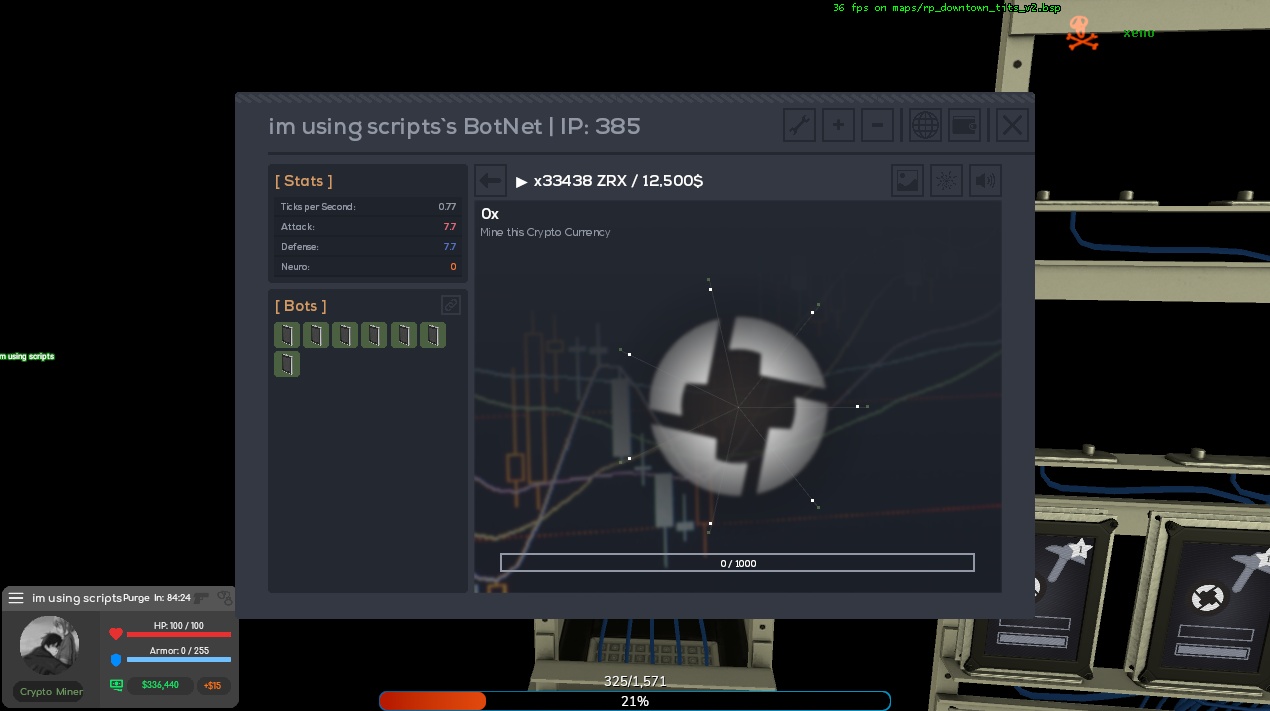 36 fps on maps/rp_downtown_tits_v2.bsp
xeno
im using scripts`s BotNet | IP: 385
[ Stats ]
Ticks per Second: 0.77
Attack: 7.7
Defense: 7.7
Neuro: 0
[ Bots ]
▶ x33438 ZRX / 12,500$
0x
Mine this Crypto Currency
0 / 1000
m using scripts
im using scripts Purge In: 84:24
HP: 100 / 100
Armor: 0 / 255
Crypto Miner
$336,440
+$15
325/1,571
21%
1
1